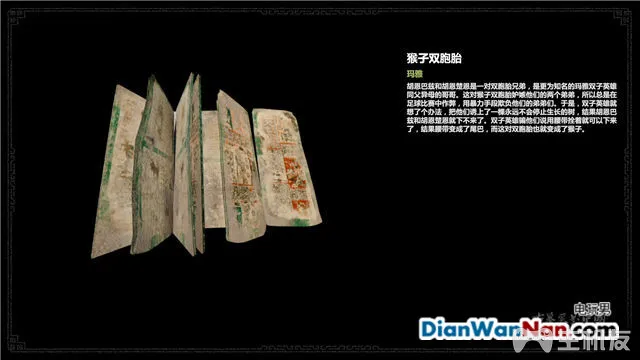 猴子双胞胎
玛雅
胡恩巴兹和胡恩楚恩是一对双胞胎兄弟，是更为知名的玛雅双子英雄
同父异母的哥哥。这对猴子双胞胎妒嫉他们的两个弟弟，所以总是在
足球比赛中作弊，用暴力手段欺负他们的弟弟们。于是，双子英雄就
想了个办法，把他们诱上了一棵永远不会停止生长的树，结果胡恩巴
兹和胡恩楚恩就下不来了。双子英雄骗他们说用腰带拴着就可以下来
了，结果腰带变成了尾巴，而这对双胞胎也就变成了猴子。
电玩男
DianWanNan.com